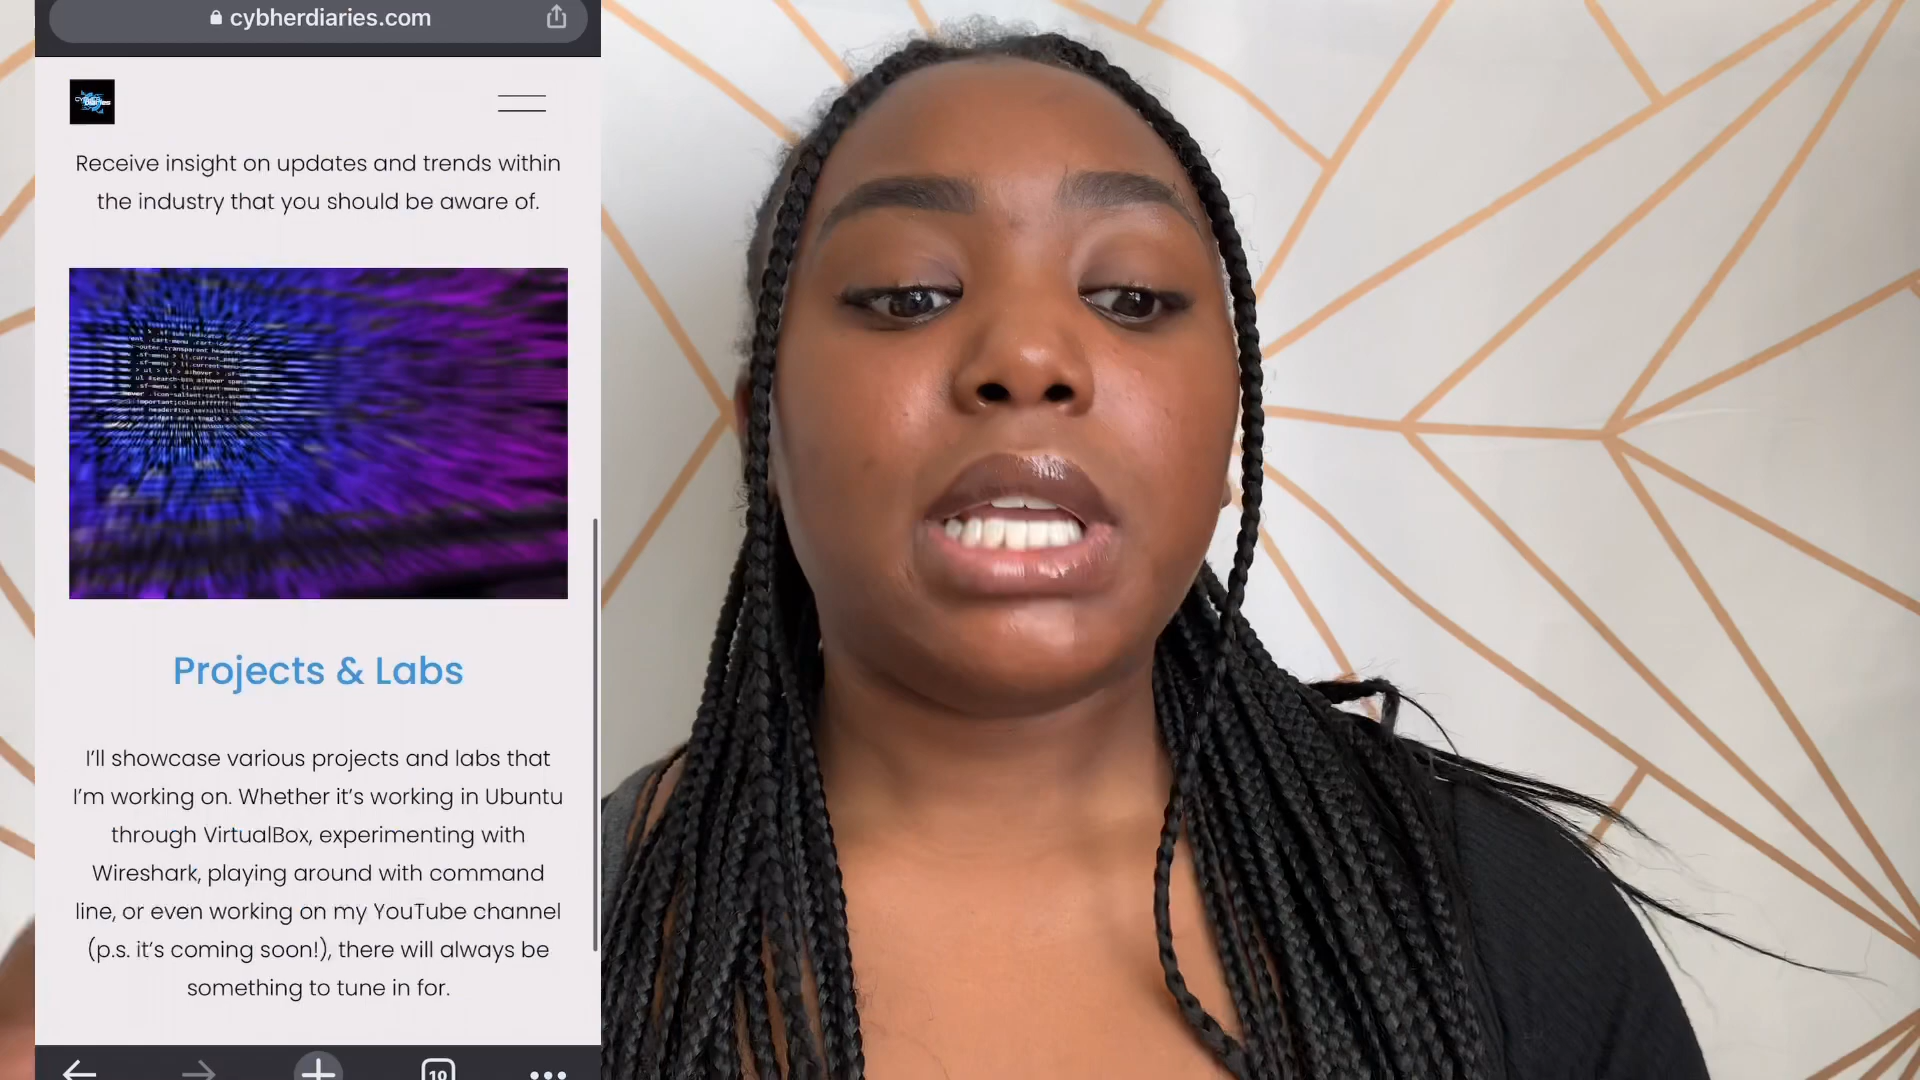 cybherdiaries.com
CYBHER
Diaries
Receive insight on updates and trends within
the industry that you should be aware of.
Projects & Labs
I'll showcase various projects and labs that
I'm working on. Whether it's working in Ubuntu
through VirtualBox, experimenting with
Wireshark, playing around with command
line, or even working on my YouTube channel
(p.s. it's coming soon!), there will always be
something to tune in for.
19